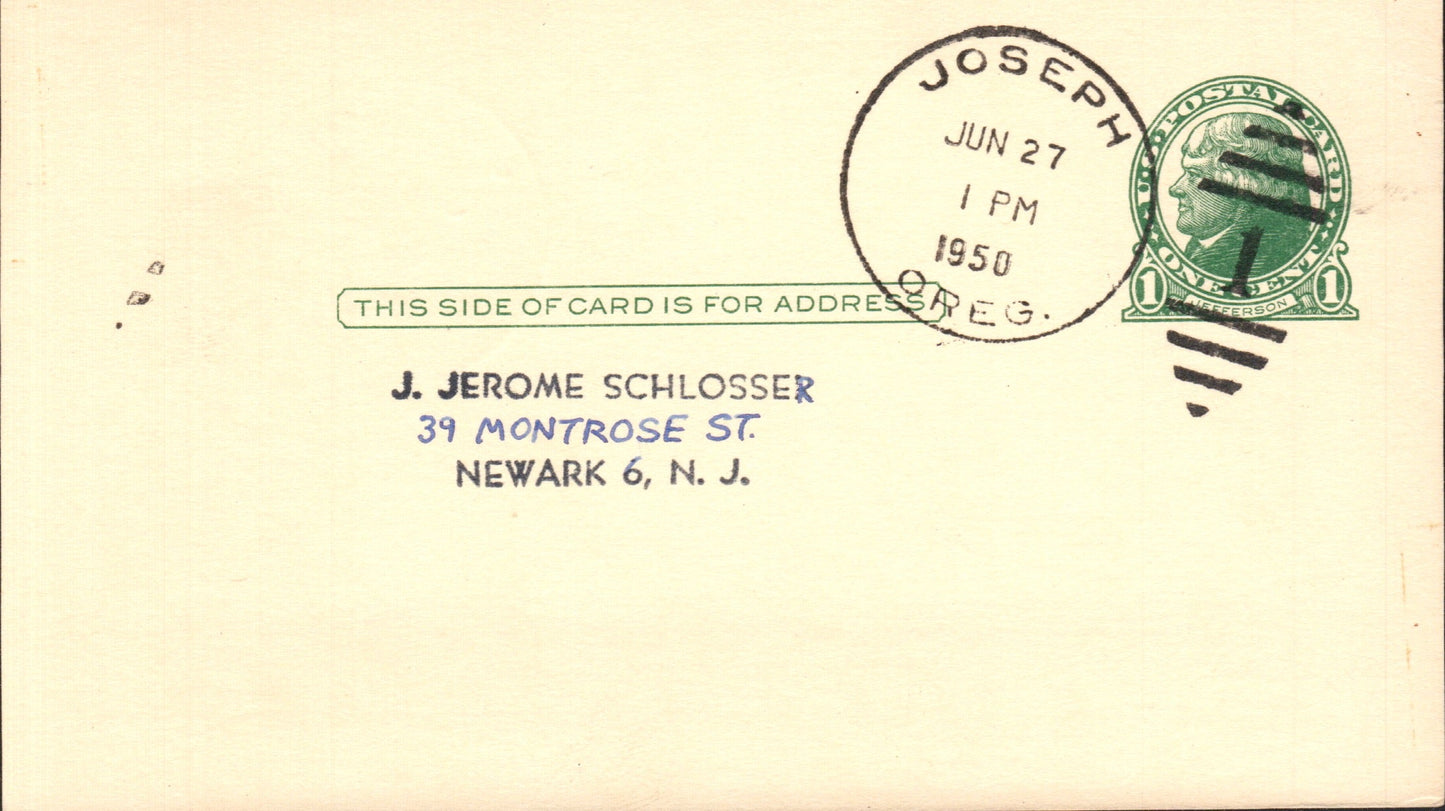 JOSEPH
JUN 27
1 PM
1950
OREG.
U.S. POSTAL CARD
ONE CENT
1 1
JEFFERSON
1
THIS SIDE OF CARD IS FOR ADDRESS
J. JEROME SCHLOSSER
39 MONTROSE ST.
NEWARK 6, N. J.